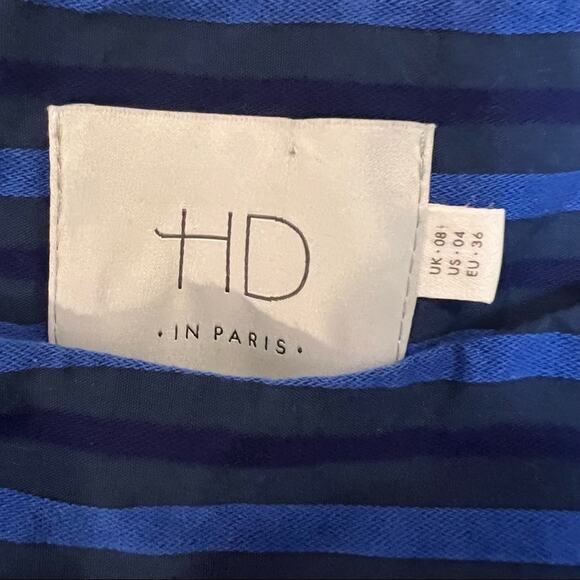 HD
• IN PARIS •
UK • 08
US • 04
EU • 36